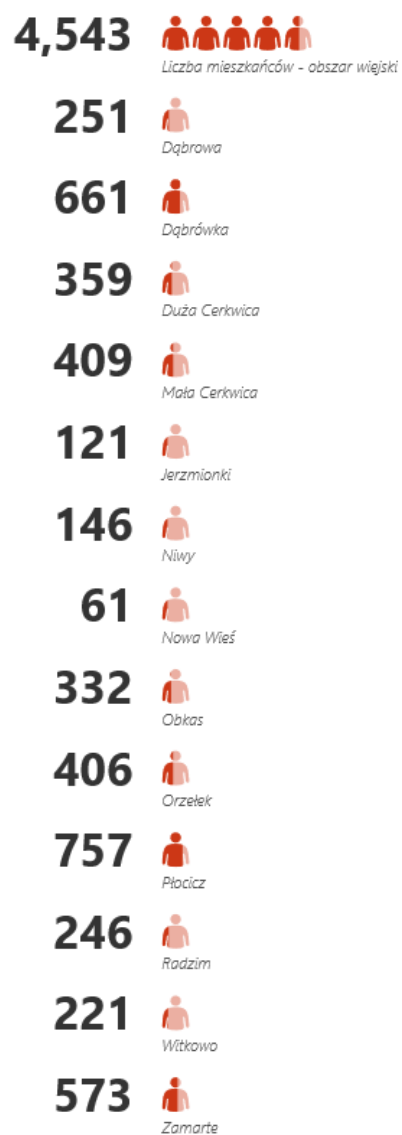 4,543
Liczba mieszkańców - obszar wiejski
251
Dąbrowa
661
Dąbrówka
359
Duża Cerkwica
409
Mała Cerkwica
121
Jerzmionki
146
Niwy
61
Nowa Wieś
332
Obkas
406
Orzełek
757
Płocicz
246
Radzim
221
Witkowo
573
Zamarte